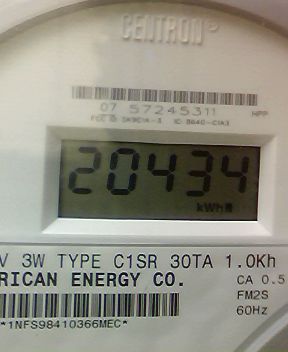 CENTRON®
07 57245311 HPP
20434
kWh
V 3W TYPE C1SR 30TA 1.0Kh
RICAN ENERGY CO. CA 0.5
FM2S
60Hz
*1NFS98410366MEC*